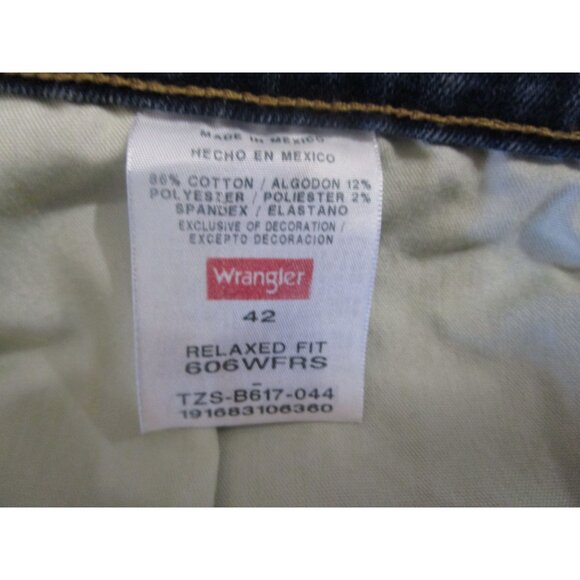 MADE IN MEXICO
HECHO EN MEXICO
86% COTTON / ALGODON 12%
POLYESTER / POLIESTER 2%
SPANDEX / ELASTANO
EXCLUSIVE OF DECORATION /
EXCEPTO DECORACION
Wrangler
42
RELAXED FIT
606WFRS
-
TZS-B617-044
191683106360